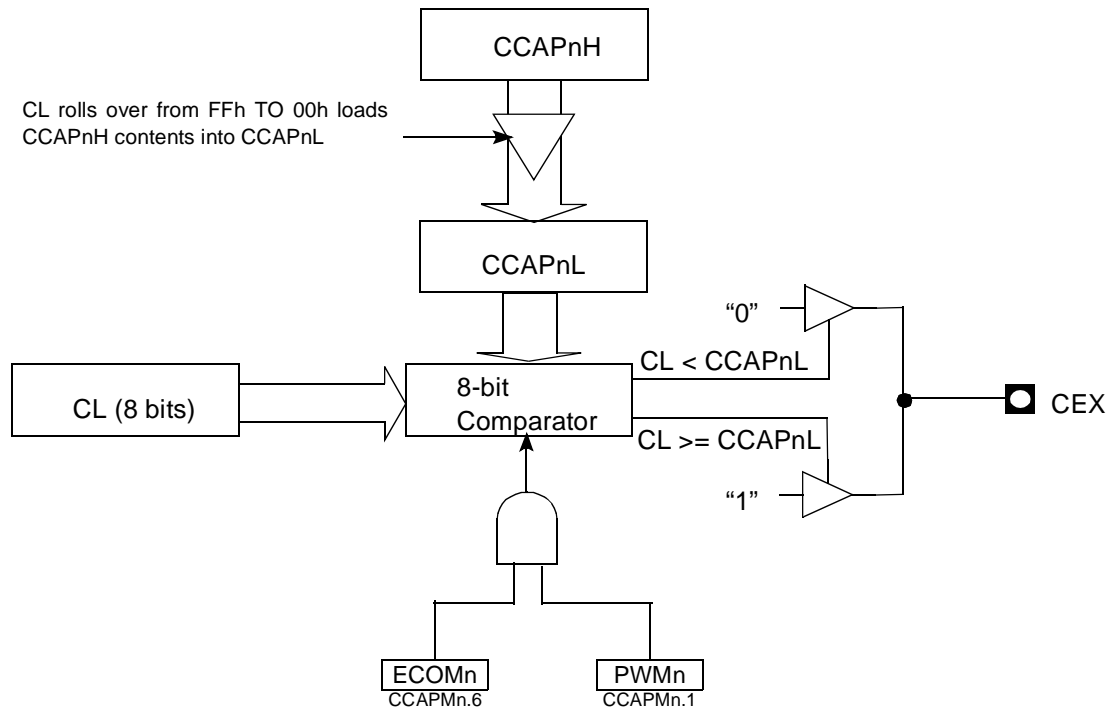 CCAPnH
CL rolls over from FFh TO 00h loads
CCAPnH contents into CCAPnL
CCAPnL
“0”
CL < CCAPnL
CL (8 bits)
8-bit
Comparator
CEX
CL >= CCAPnL
“1”
ECOMn
CCAPMn.6
PWMn
CCAPMn.1